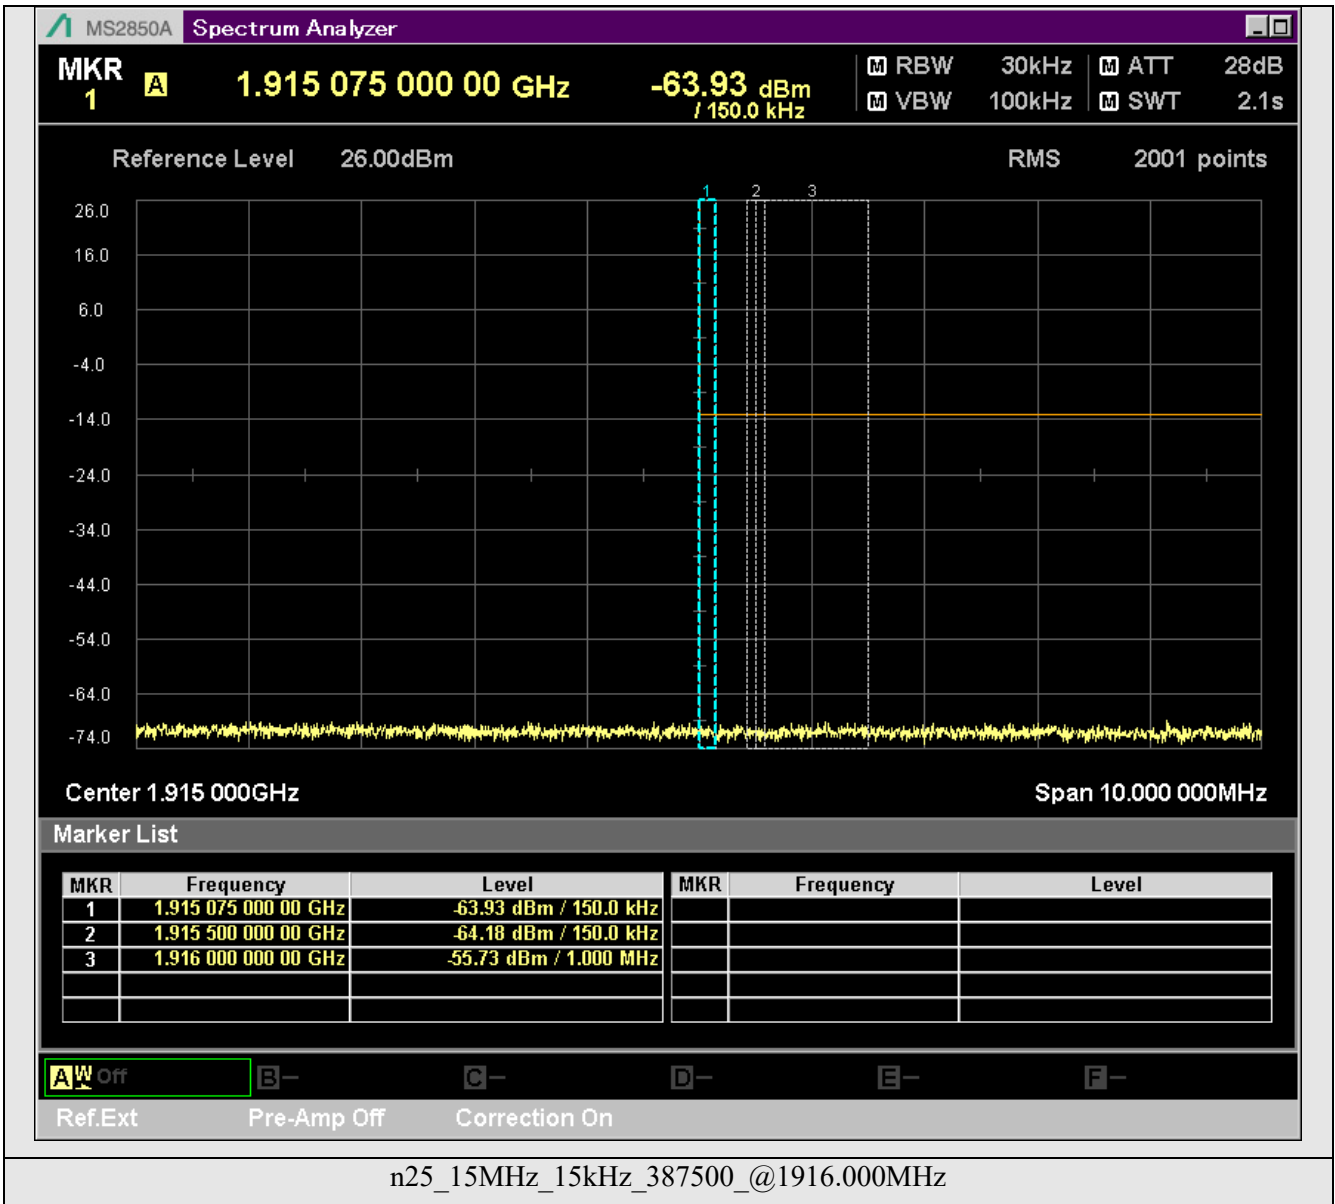 MS2850A Spectrum Analyzer
MKR 1 A 1.915 075 000 00 GHz -63.93 dBm / 150.0 kHz
M RBW 30kHz M ATT 28dB
M VBW 100kHz M SWT 2.1s
Reference Level 26.00dBm RMS 2001 points
1 2 3
26.0
16.0
6.0
-4.0
-14.0
-24.0
-34.0
-44.0
-54.0
-64.0
-74.0
Center 1.915 000GHz Span 10.000 000MHz
Marker List
MKR Frequency Level MKR Frequency Level
1 1.915 075 000 00 GHz -63.93 dBm / 150.0 kHz
2 1.915 500 000 00 GHz -64.18 dBm / 150.0 kHz
3 1.916 000 000 00 GHz -55.73 dBm / 1.000 MHz
A W Off B- C- D- E- F-
Ref.Ext Pre-Amp Off Correction On
n25_15MHz_15kHz_387500_@1916.000MHz